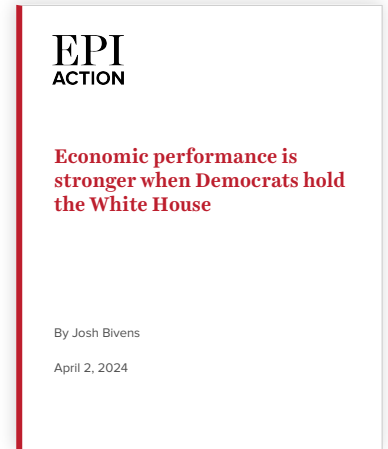 EPI
ACTION
Economic performance is
stronger when Democrats hold
the White House
By Josh Bivens
April 2, 2024